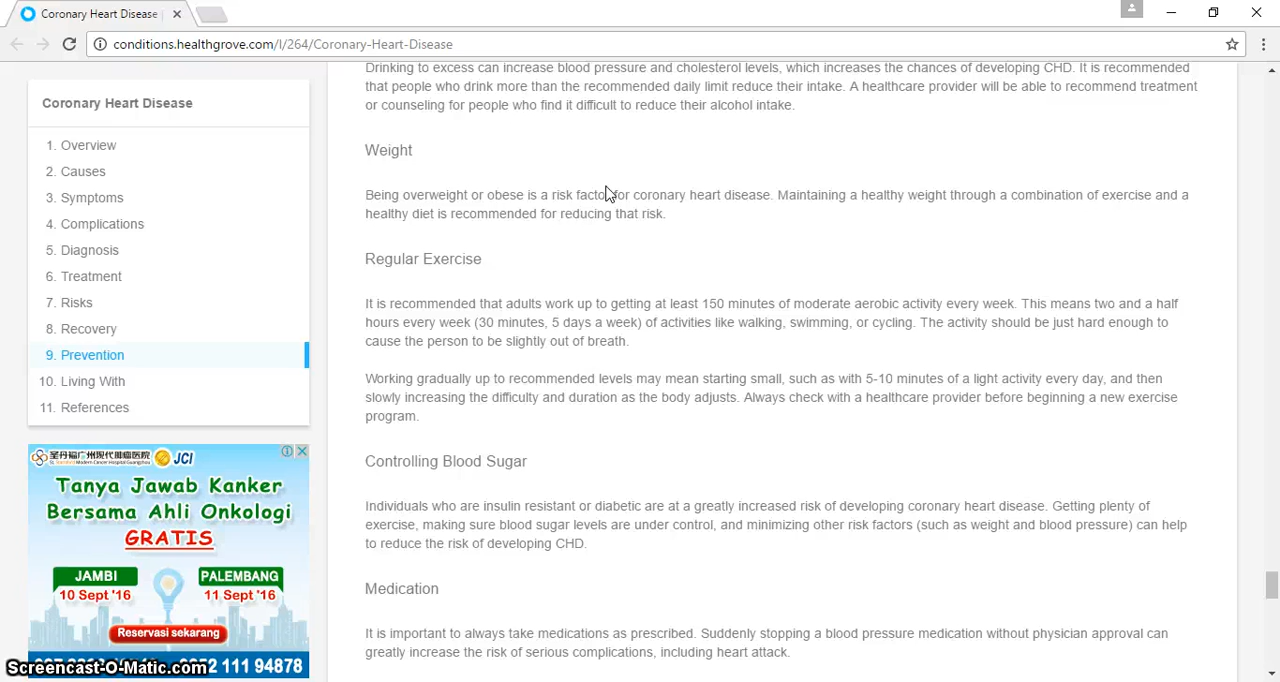 Coronary Heart Disease
conditions.healthgrove.com/l/264/Coronary-Heart-Disease
Coronary Heart Disease
1. Overview
2. Causes
3. Symptoms
4. Complications
5. Diagnosis
6. Treatment
7. Risks
8. Recovery
9. Prevention
10. Living With
11. References
圣丹福广州现代肿瘤医院 JCI
Tanya Jawab Kanker
Bersama Ahli Onkologi
GRATIS
JAMBI
10 Sept '16
PALEMBANG
11 Sept '16
Reservasi sekarang
111 94878
Screencast-O-Matic.com
Drinking to excess can increase blood pressure and cholesterol levels, which increases the chances of developing CHD. It is recommended
that people who drink more than the recommended daily limit reduce their intake. A healthcare provider will be able to recommend treatment
or counseling for people who find it difficult to reduce their alcohol intake.
Weight
Being overweight or obese is a risk factor for coronary heart disease. Maintaining a healthy weight through a combination of exercise and a
healthy diet is recommended for reducing that risk.
Regular Exercise
It is recommended that adults work up to getting at least 150 minutes of moderate aerobic activity every week. This means two and a half
hours every week (30 minutes, 5 days a week) of activities like walking, swimming, or cycling. The activity should be just hard enough to
cause the person to be slightly out of breath.
Working gradually up to recommended levels may mean starting small, such as with 5-10 minutes of a light activity every day, and then
slowly increasing the difficulty and duration as the body adjusts. Always check with a healthcare provider before beginning a new exercise
program.
Controlling Blood Sugar
Individuals who are insulin resistant or diabetic are at a greatly increased risk of developing coronary heart disease. Getting plenty of
exercise, making sure blood sugar levels are under control, and minimizing other risk factors (such as weight and blood pressure) can help
to reduce the risk of developing CHD.
Medication
It is important to always take medications as prescribed. Suddenly stopping a blood pressure medication without physician approval can
greatly increase the risk of serious complications, including heart attack.